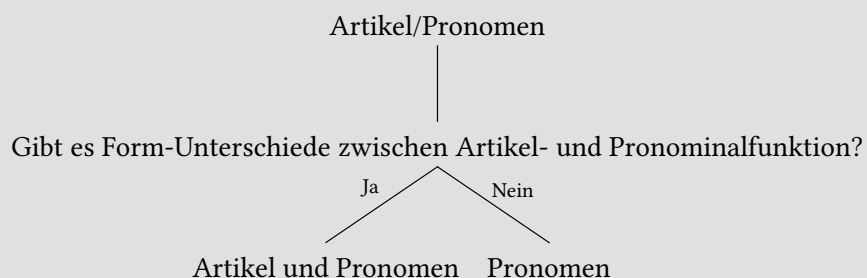 Artikel/Pronomen
Gibt es Form-Unterschiede zwischen Artikel- und Pronominalfunktion?
Ja Nein
Artikel und Pronomen Pronomen